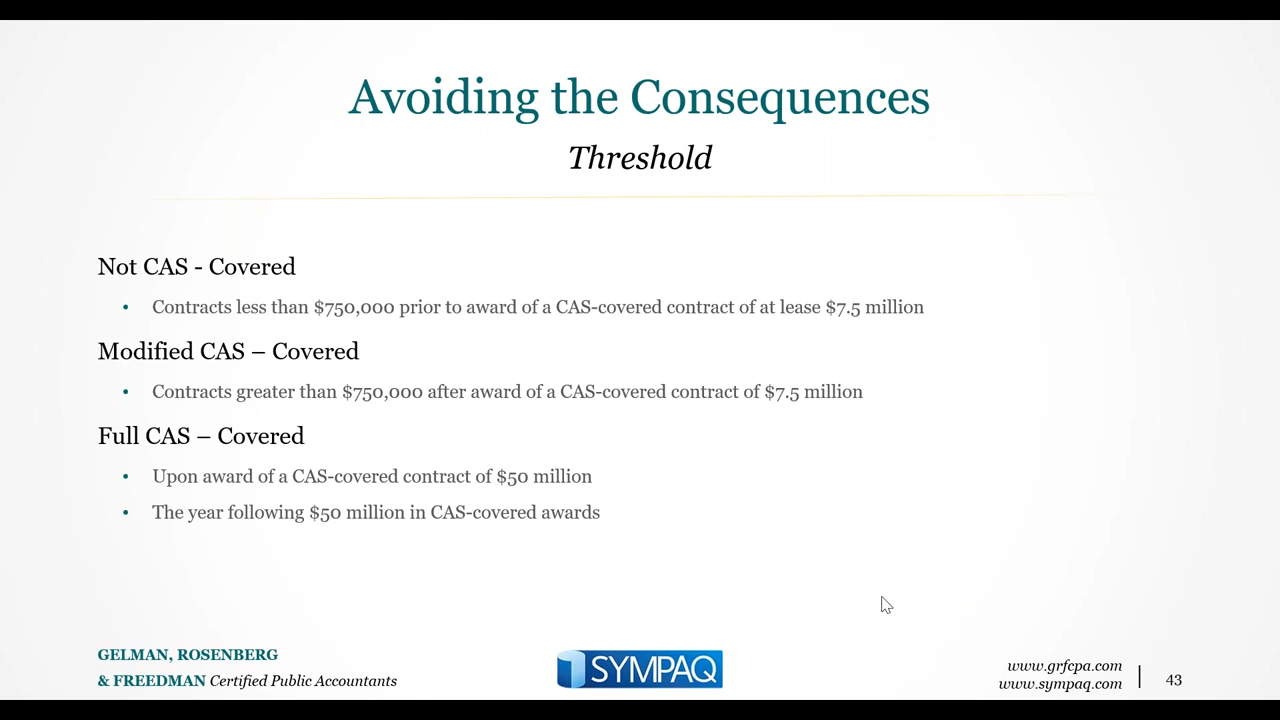 Avoiding the Consequences
Threshold
Not CAS - Covered
• Contracts less than $750,000 prior to award of a CAS-covered contract of at lease $7.5 million
Modified CAS – Covered
• Contracts greater than $750,000 after award of a CAS-covered contract of $7.5 million
Full CAS – Covered
• Upon award of a CAS-covered contract of $50 million
• The year following $50 million in CAS-covered awards
GELMAN, ROSENBERG
& FREEDMAN Certified Public Accountants
SYMPAQ
www.grfcpa.com
www.sympaq.com
43